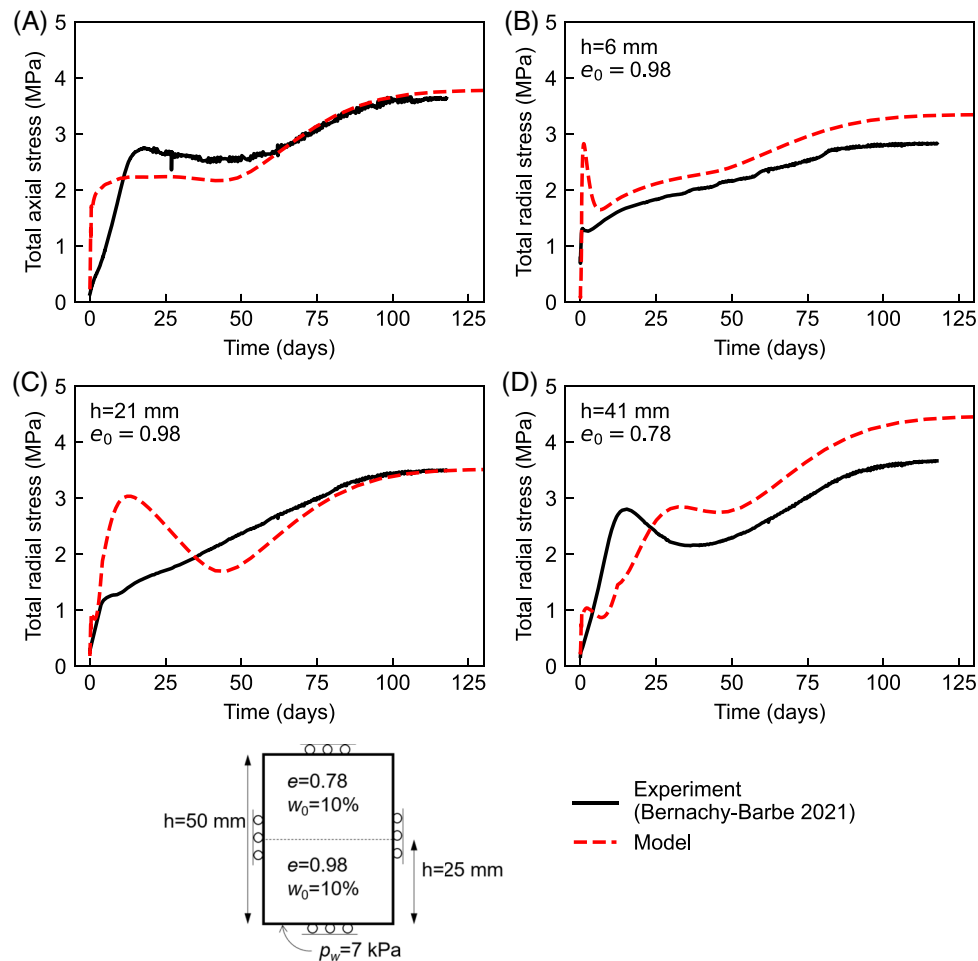 (A)
Total axial stress (MPa)
5
4
3
2
1
0
0 25 50 75 100 125
Time (days)
(B)
h=6 mm
e0 = 0.98
Total radial stress (MPa)
5
4
3
2
1
0
0 25 50 75 100 125
Time (days)
(C)
h=21 mm
e0 = 0.98
Total radial stress (MPa)
5
4
3
2
1
0
0 25 50 75 100 125
Time (days)
(D)
h=41 mm
e0 = 0.78
Total radial stress (MPa)
5
4
3
2
1
0
0 25 50 75 100 125
Time (days)
e=0.78
w0=10%
h=50 mm
e=0.98
w0=10%
h=25 mm
pw=7 kPa
Experiment
(Bernachy-Barbe 2021)
Model